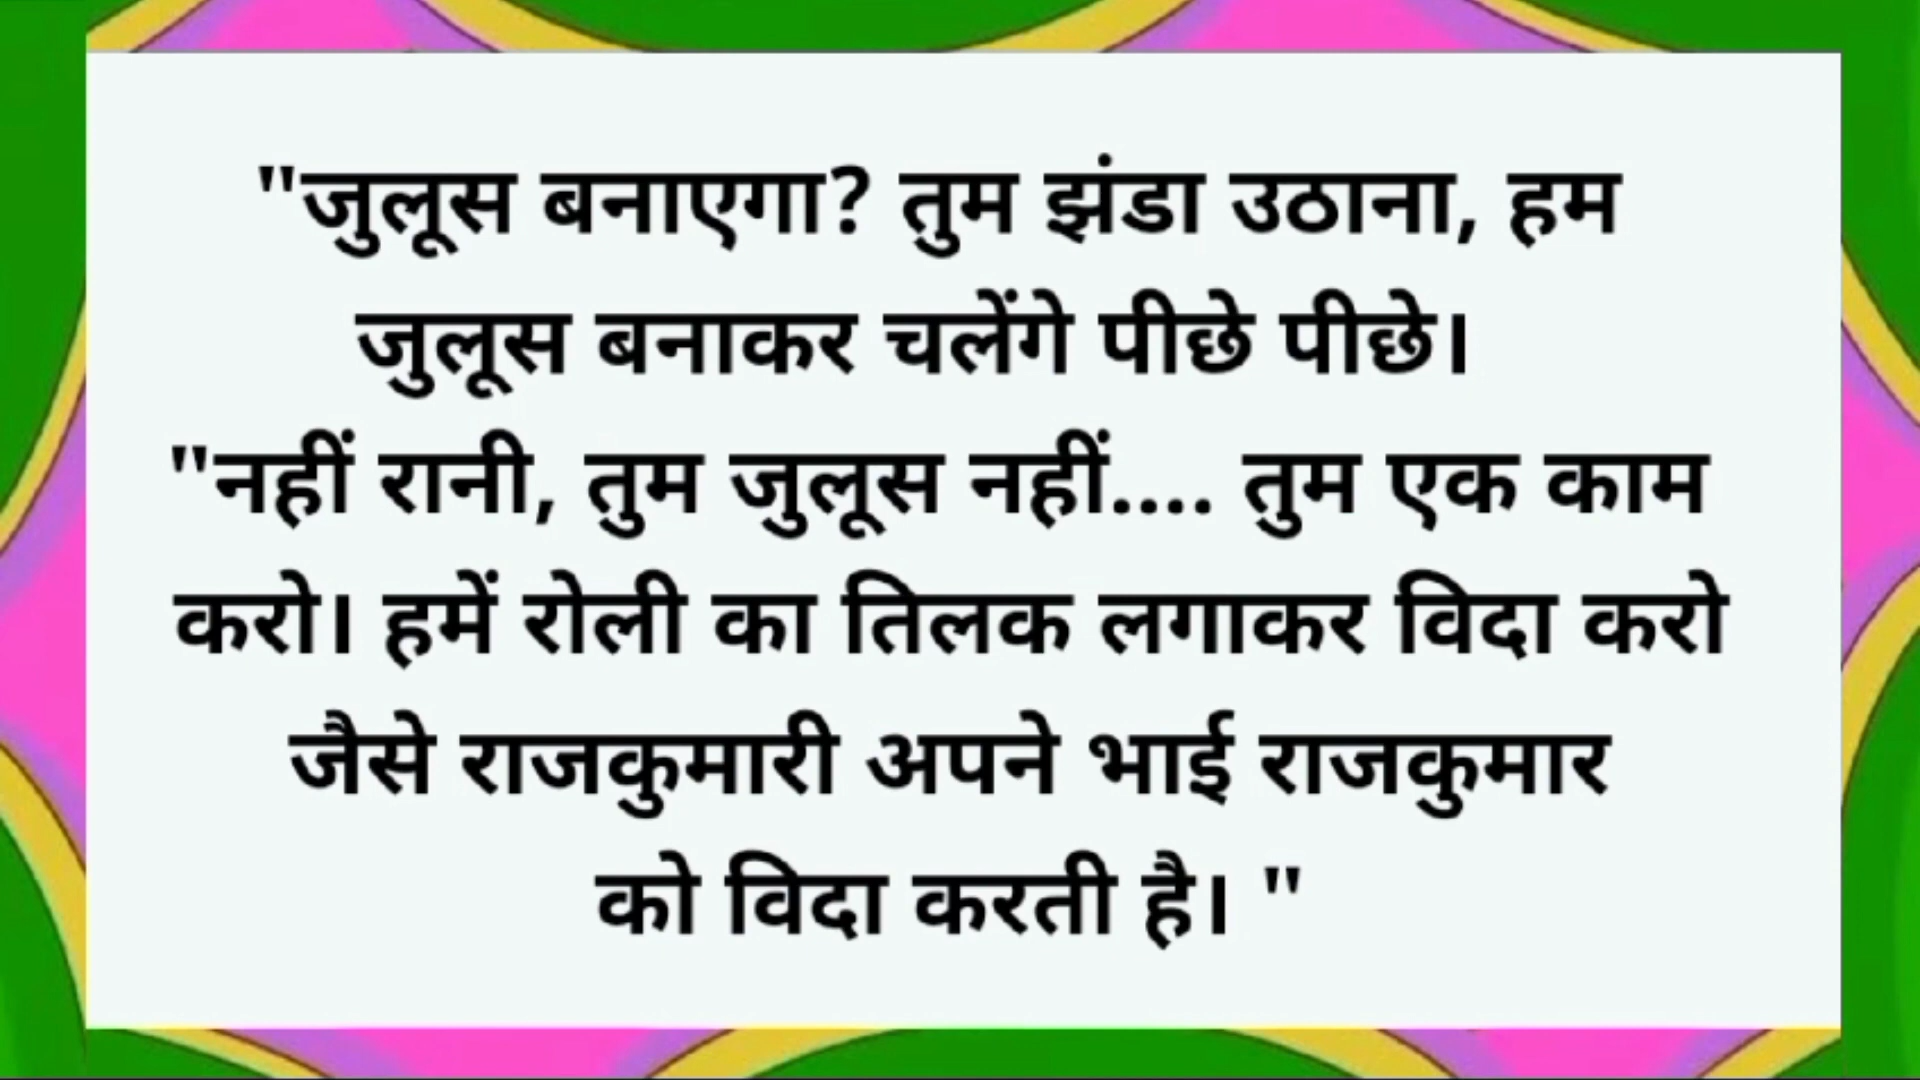 "जुलूस बनाएगा? तुम झंडा उठाना, हम
जुलूस बनाकर चलेंगे पीछे पीछे।
"नहीं रानी, तुम जुलूस नहीं.... तुम एक काम
करो। हमें रोली का तिलक लगाकर विदा करो
जैसे राजकुमारी अपने भाई राजकुमार
को विदा करती है। "